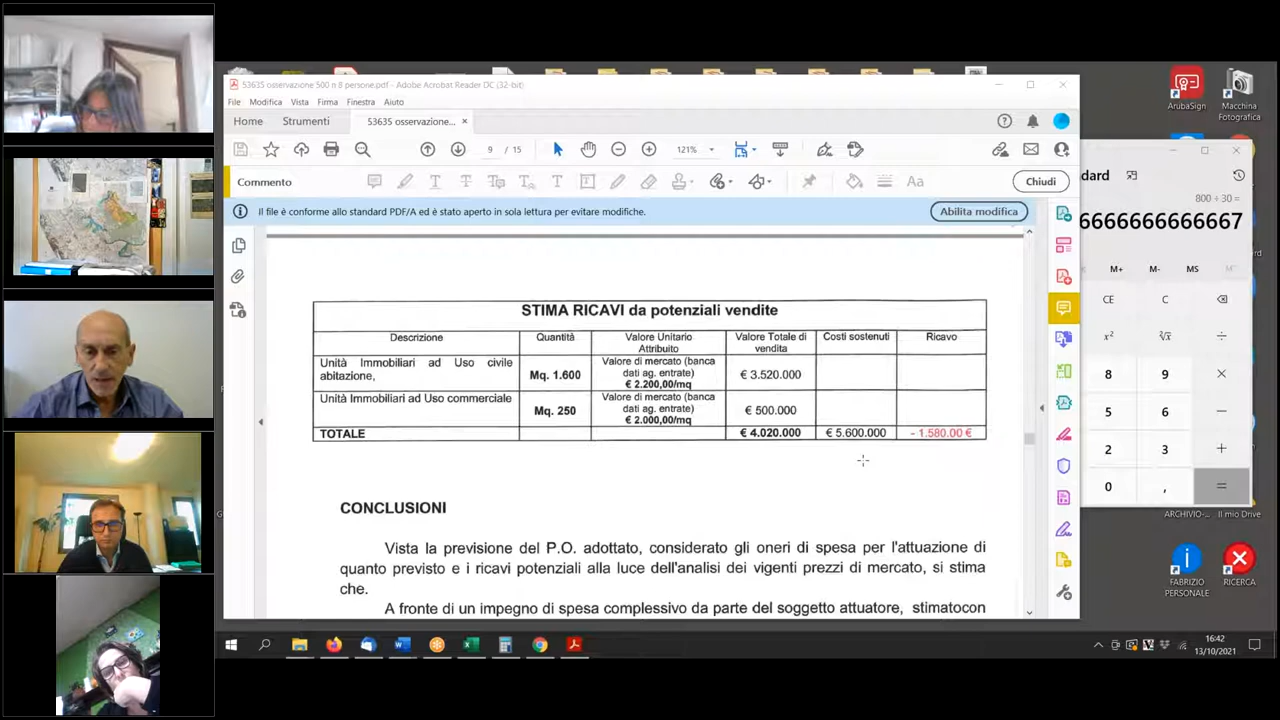 53635 osservazione 500 n 8 persone.pdf - Adobe Acrobat Reader DC (32-bit)
File Modifica Vista Firma Finestra Aiuto
Home Strumenti 53635 osservazione... ×
9 / 15 121%
Commento
Chiudi
Il file è conforme allo standard PDF/A ed è stato aperto in sola lettura per evitare modifiche.
Abilita modifica
STIMA RICAVI da potenziali vendite
Descrizione Quantità Valore Unitario Attribuito Valore Totale di vendita Costi sostenuti Ricavo
Unità Immobiliari ad Uso civile
abitazione,
Mq. 1.600
Valore di mercato (banca
dati ag. entrate)
€ 2.200,00/mq
€ 3.520.000
Unità Immobiliari ad Uso commerciale
Mq. 250
Valore di mercato (banca
dati ag. entrate)
€ 2.000,00/mq
€ 500.000
TOTALE € 4.020.000 € 5.600.000 - 1.580.00 €
CONCLUSIONI
Vista la previsione del P.O. adottato, considerato gli oneri di spesa per l'attuazione di
quanto previsto e i ricavi potenziali alla luce dell'analisi dei vigenti prezzi di mercato, si stima
che.
A fronte di un impegno di spesa complessivo da parte del soggetto attuatore, stimatocon
ArubaSign
Macchina
Fotografica
dard
800 ÷ 30 =
6666666666667
M+ M- MS
CE C
x² ²√x ÷
8 9 ×
5 6 −
2 3 +
0 , =
ARCHIVIO-... Il mio Drive
FABRIZIO
PERSONALE
RICERCA
16:42
13/10/2021